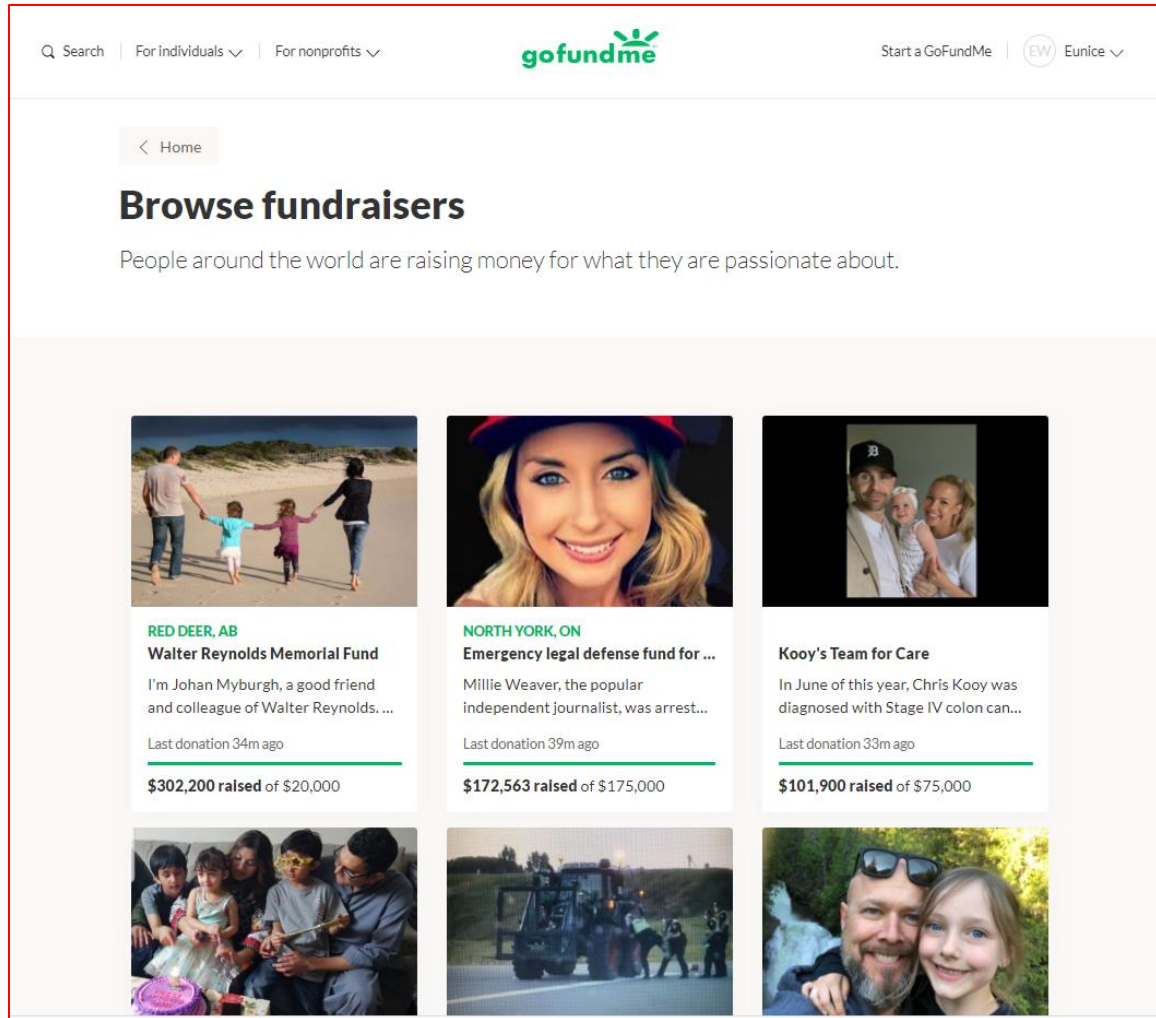 Search
For individuals
For nonprofits
gofundme
Start a GoFundMe
EW
Eunice
Home
Browse fundraisers
People around the world are raising money for what they are passionate about.
RED DEER, AB
Walter Reynolds Memorial Fund
I'm Johan Myburgh, a good friend
and colleague of Walter Reynolds. ...
Last donation 34m ago
$302,200 raised of $20,000
NORTH YORK, ON
Emergency legal defense fund for ...
Millie Weaver, the popular
independent journalist, was arrest...
Last donation 39m ago
$172,563 raised of $175,000
Kooy's Team for Care
In June of this year, Chris Kooy was
diagnosed with Stage IV colon can...
Last donation 33m ago
$101,900 raised of $75,000